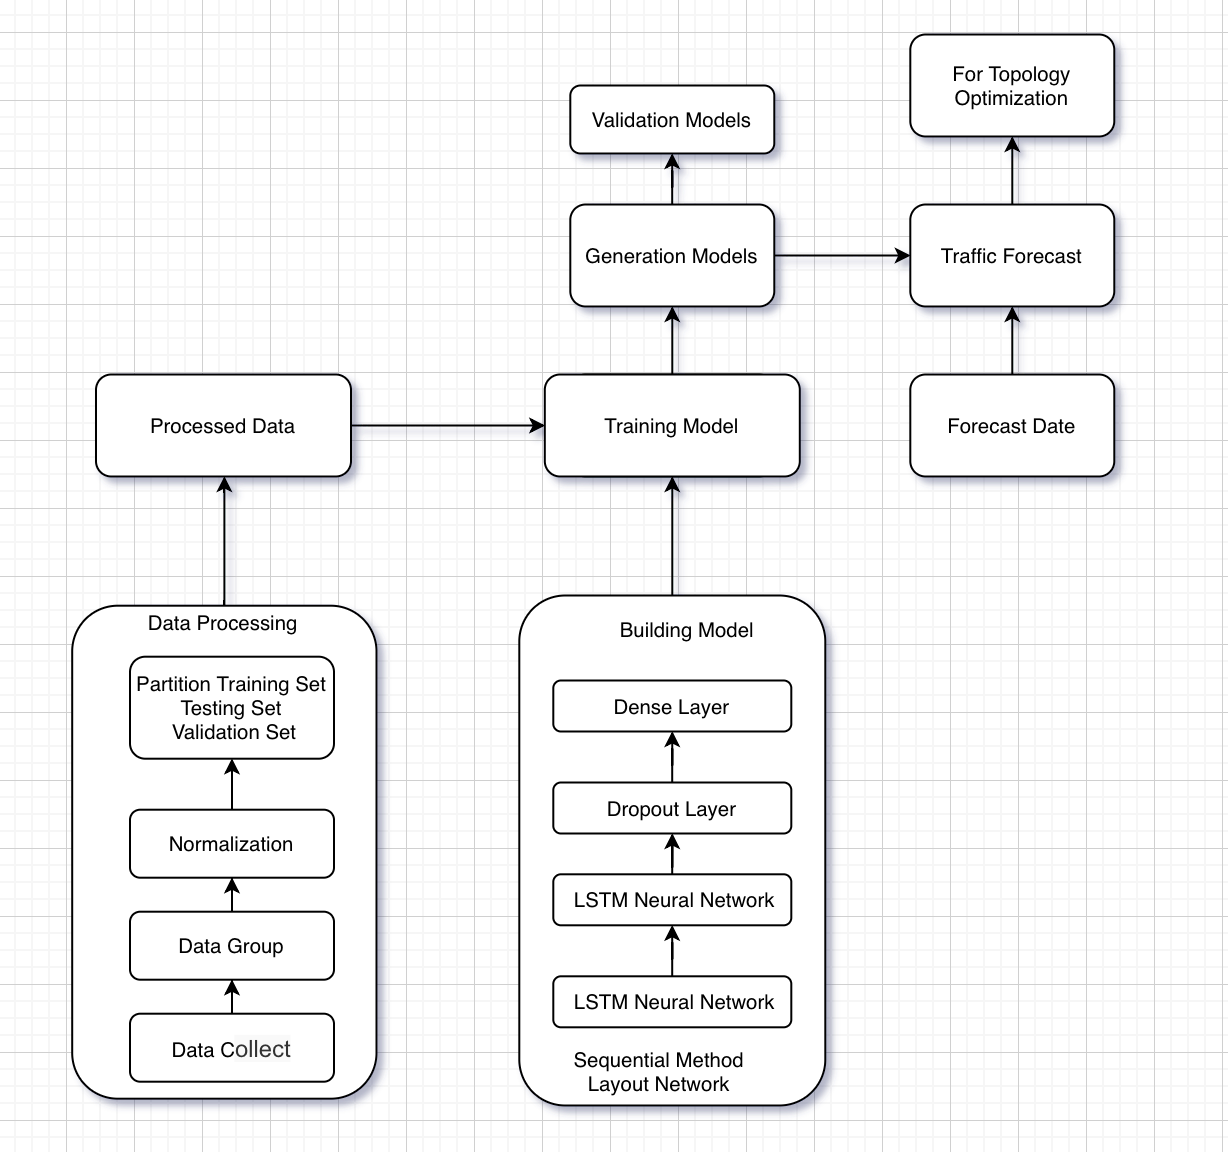 For Topology
Optimization
Validation Models
Generation Models
Traffic Forecast
Processed Data
Training Model
Forecast Date
Data Processing
Partition Training Set
Testing Set
Validation Set
Normalization
Data Group
Data Collect
Building Model
Dense Layer
Dropout Layer
LSTM Neural Network
LSTM Neural Network
Sequential Method
Layout Network